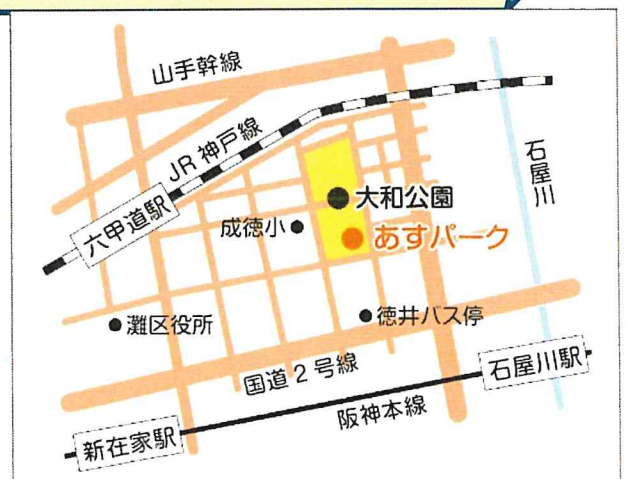 山手幹線
JR 神戸線
石屋川
六甲道駅
大和公園
成徳小
あすパーク
灘区役所
徳井バス停
国道2号線
石屋川駅
阪神本線
新在家駅